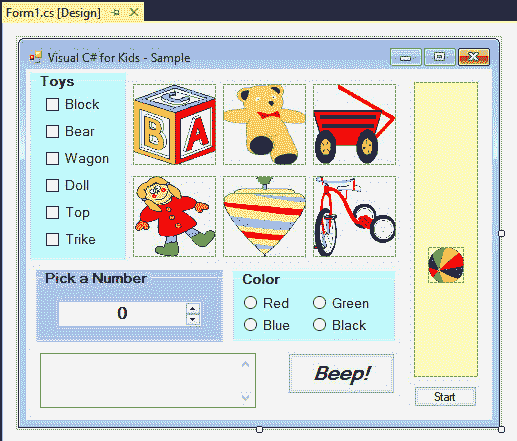 Form1.cs [Design]
Visual C# for Kids - Sample
Toys
Block
Bear
Wagon
Doll
Top
Trike
C
B A
Pick a Number
0
Color
Red Green
Blue Black
Beep!
Start